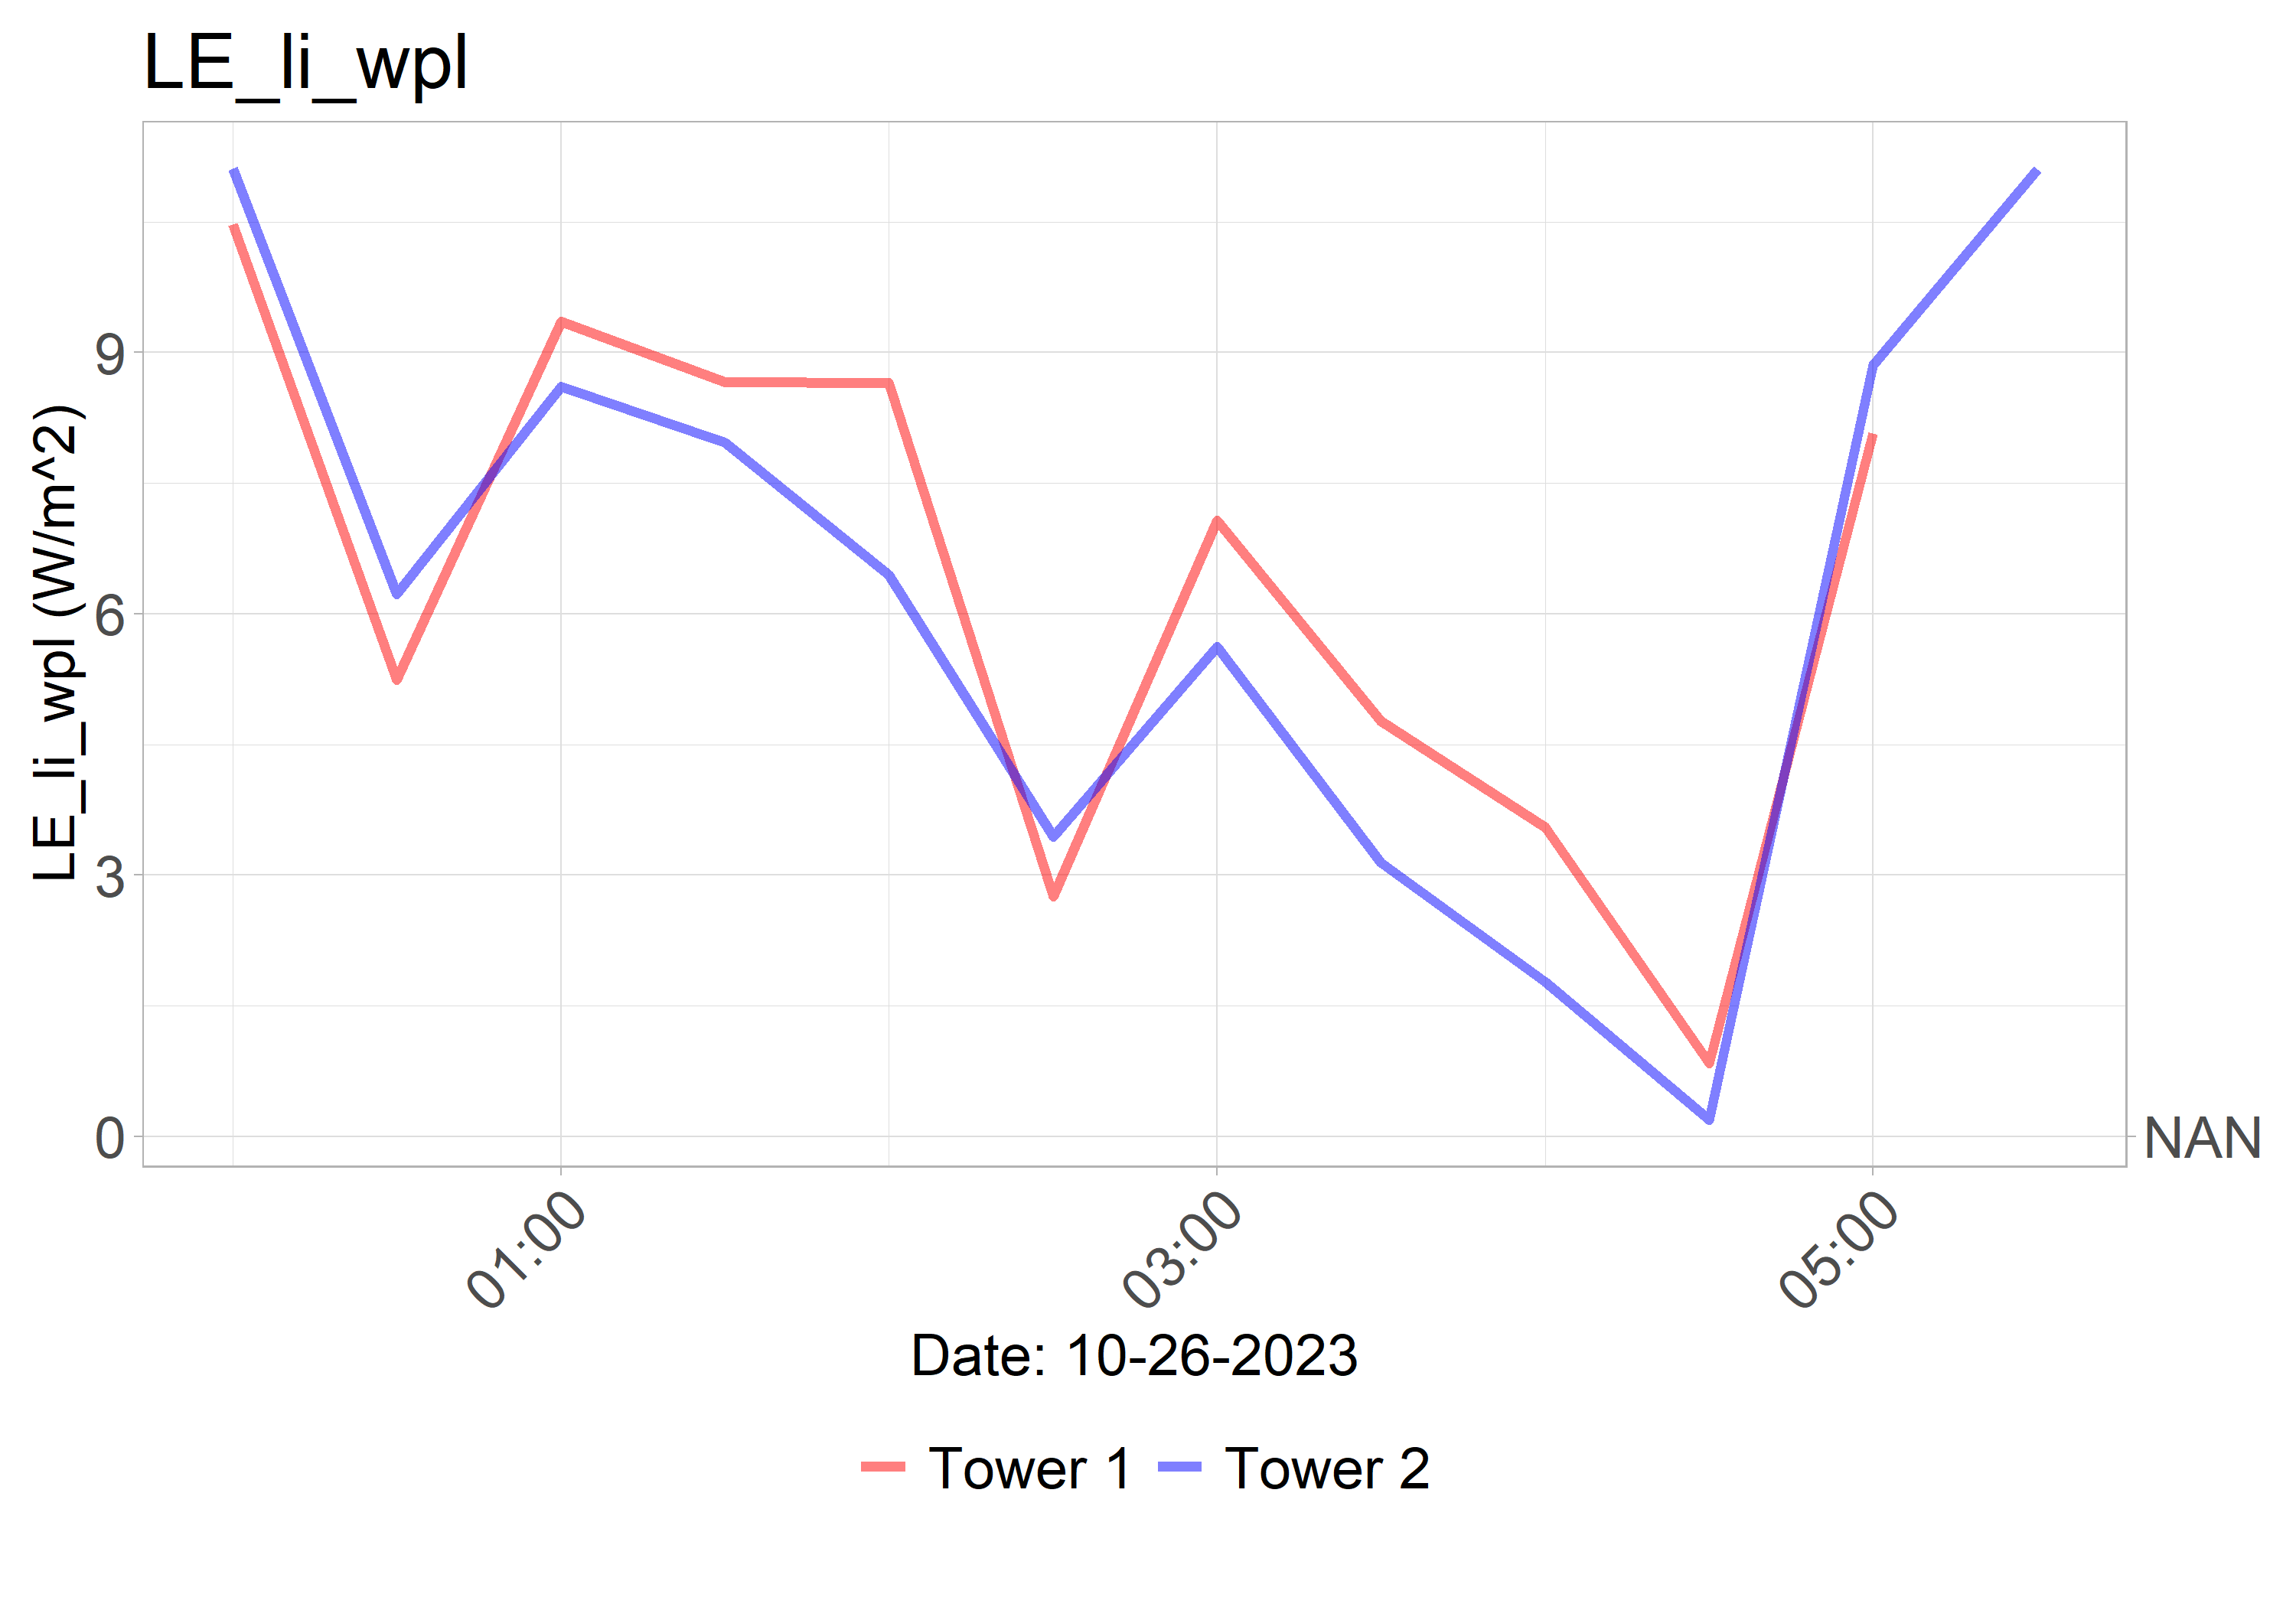 LE_li_wpl
LE_li_wpl (W/m^2)
9
6
3
0
NAN
01:00
03:00
05:00
Date: 10-26-2023
Tower 1
Tower 2